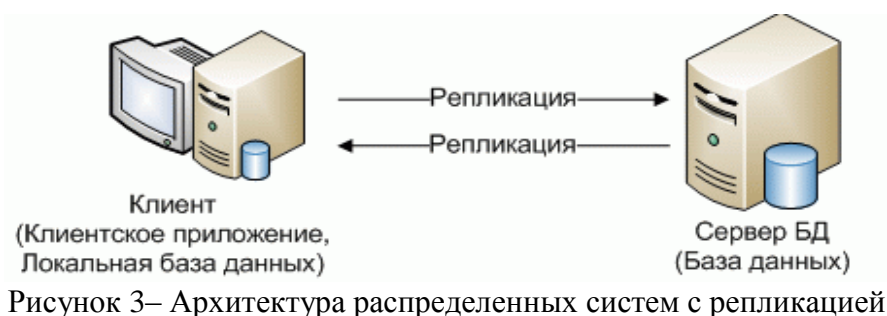 Репликация
Репликация
Клиент
(Клиентское приложение,
Локальная база данных)
Сервер БД
(База данных)
Рисунок 3– Архитектура распределенных систем с репликацией